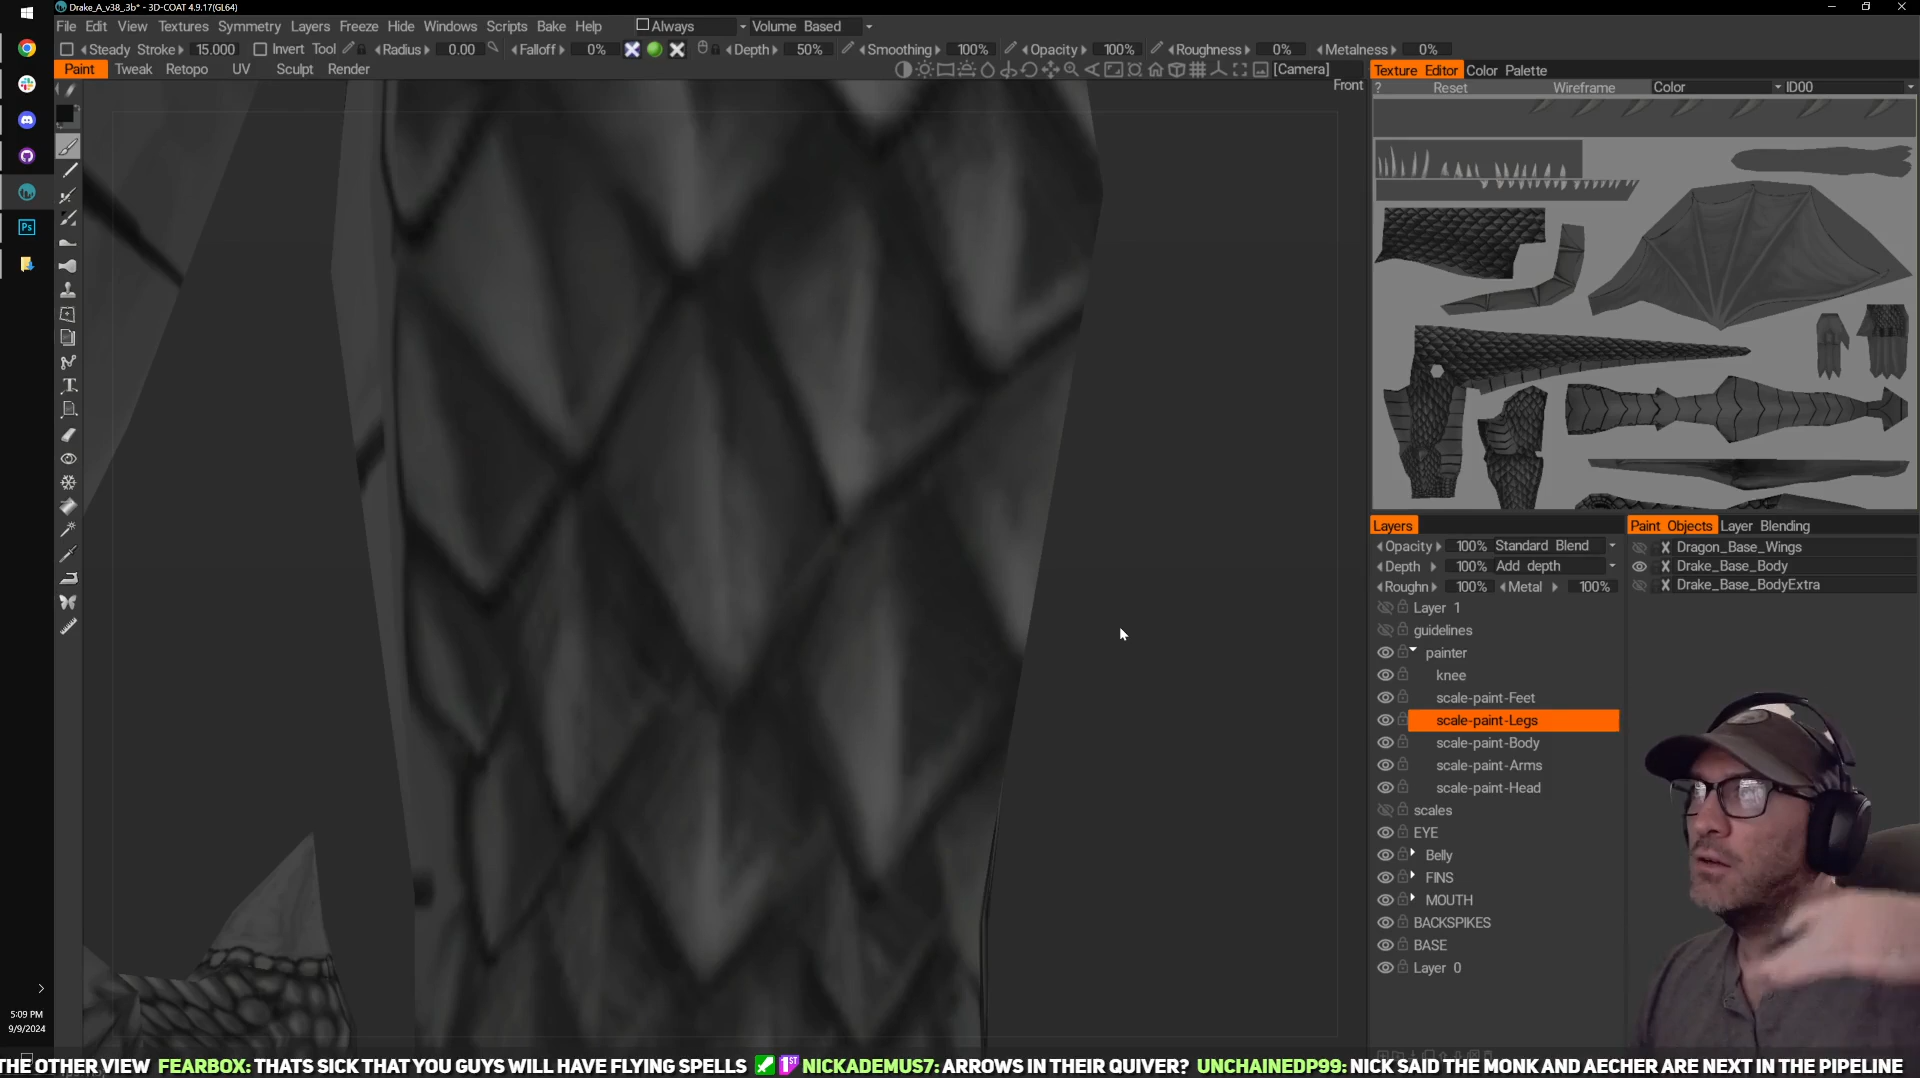 Drake_A_v38_.3b* - 3D-COAT 4.9.17(GL64)
File Edit View Textures Symmetry Layers Freeze Hide Windows Scripts Bake Help Always Volume Based
Steady Stroke 15.000 Invert Tool Radius 0.00 Falloff 0% Depth 50% Smoothing 100% Opacity 100% Roughness 0% Metalness 0%
Paint Tweak Retopo UV Sculpt Render [Camera]
Front
Texture Editor Color Palette
? Reset Wireframe Color ID00
Layers
Opacity 100% Standard Blend
Depth 100% Add depth
Roughn 100% Metal 100%
Layer 1
guidelines
painter
knee
scale-paint-Feet
scale-paint-Legs
scale-paint-Body
scale-paint-Arms
scale-paint-Head
scales
EYE
Belly
FINS
MOUTH
BACKSPIKES
BASE
Layer 0
Paint Objects Layer Blending
Dragon_Base_Wings
Drake_Base_Body
Drake_Base_BodyExtra
Ps
5:09 PM
9/9/2024
THE OTHER VIEW FEARBOX: THATS SICK THAT YOU GUYS WILL HAVE FLYING SPELLS 1ST NICKADEMUS7: ARROWS IN THEIR QUIVER? UNCHAINEDP99: NICK SAID THE MONK AND AECHER ARE NEXT IN THE PIPELINE